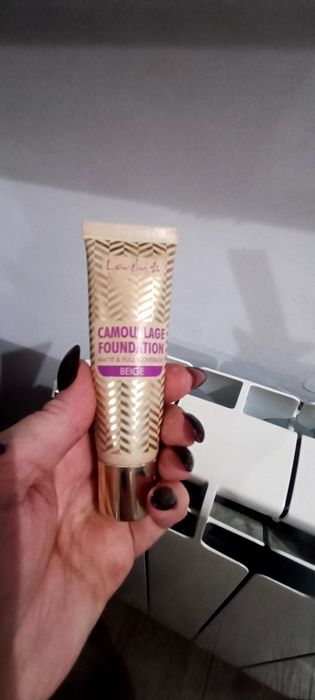 Lovely
CAMOUFLAGE
FOUNDATION
MATTE & FULL COVERAGE
BEIGE